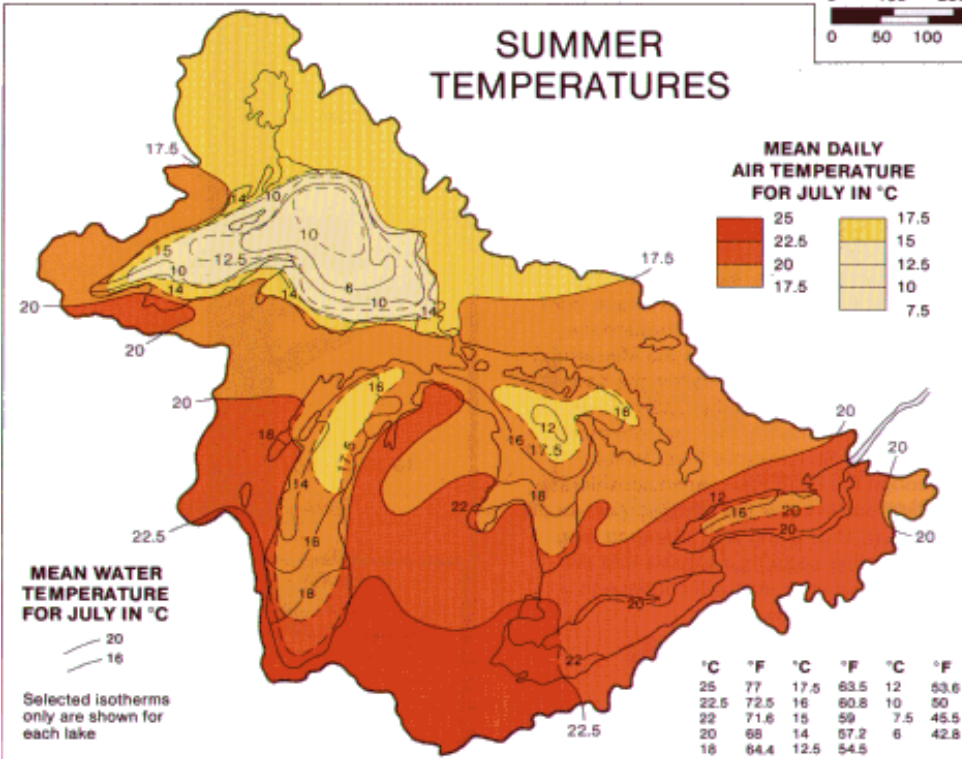 0 50 100
SUMMER
TEMPERATURES
17.5
MEAN DAILY
AIR TEMPERATURE
FOR JULY IN °C
25 17.5
22.5 15
20 12.5
17.5 10
7.5
14
10
15
10
12.5
10
14
14
6
10
14
17.5
20
20
20
16
18
17.5
14
16
18
16
12
16
17.5
18
22
20
20
12
16
20
20
20
22.5
20
22
22.5
MEAN WATER
TEMPERATURE
FOR JULY IN °C
20
16
Selected isotherms
only are shown for
each lake
°C °F °C °F °C °F
25 77 17.5 63.5 12 53.6
22.5 72.5 16 60.8 10 50
22 71.6 15 59 7.5 45.5
20 68 14 57.2 6 42.8
18 64.4 12.5 54.5